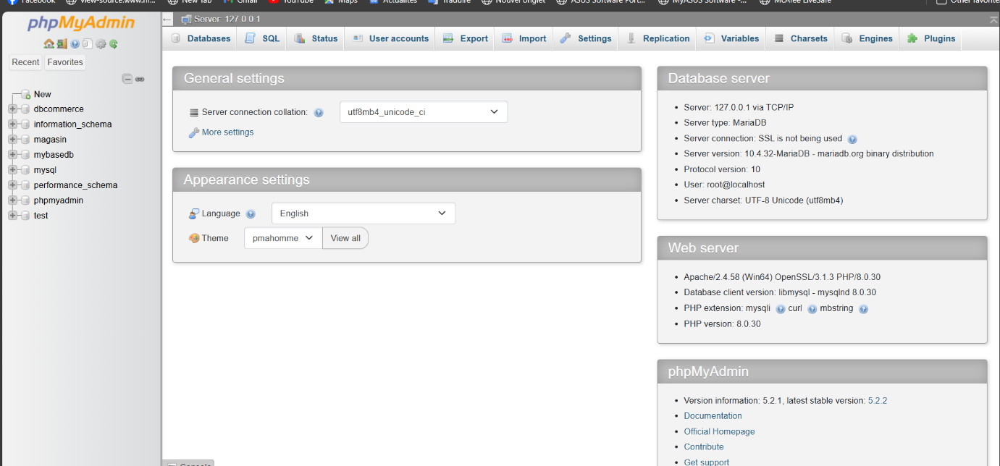 Facebook view-source:www.m... New Tab Gmail YouTube Maps Actualités Traduire Nouvel onglet ASUS Software Port... MyASUS Software -... McAfee LiveSafe Other favorite
phpMyAdmin
Recent Favorites
New
dbcommerce
information_schema
magasin
mybasedb
mysql
performance_schema
phpmyadmin
test
Server: 127.0.0.1
Databases SQL Status User accounts Export Import Settings Replication Variables Charsets Engines Plugins
General settings
Server connection collation: utf8mb4_unicode_ci
More settings
Appearance settings
Language English
Theme pmahomme View all
Database server
Server: 127.0.0.1 via TCP/IP
Server type: MariaDB
Server connection: SSL is not being used
Server version: 10.4.32-MariaDB - mariadb.org binary distribution
Protocol version: 10
User: root@localhost
Server charset: UTF-8 Unicode (utf8mb4)
Web server
Apache/2.4.58 (Win64) OpenSSL/3.1.3 PHP/8.0.30
Database client version: libmysql - mysqlnd 8.0.30
PHP extension: mysqli curl mbstring
PHP version: 8.0.30
phpMyAdmin
Version information: 5.2.1, latest stable version: 5.2.2
Documentation
Official Homepage
Contribute
Get support
Console